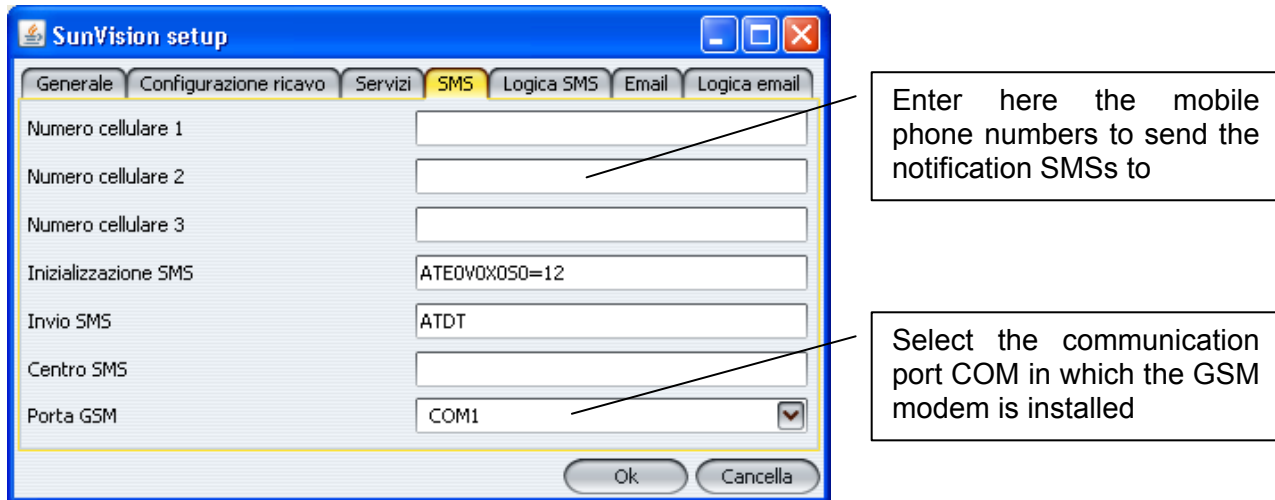 SunVision setup
Generale Configurazione ricavo Servizi SMS Logica SMS Email Logica email
Numero cellulare 1
Numero cellulare 2
Numero cellulare 3
Inizializzazione SMS ATE0V0X0S0=12
Invio SMS ATDT
Centro SMS
Porta GSM COM1
Ok Cancella
Enter here the mobile
phone numbers to send the
notification SMSs to
Select the communication
port COM in which the GSM
modem is installed